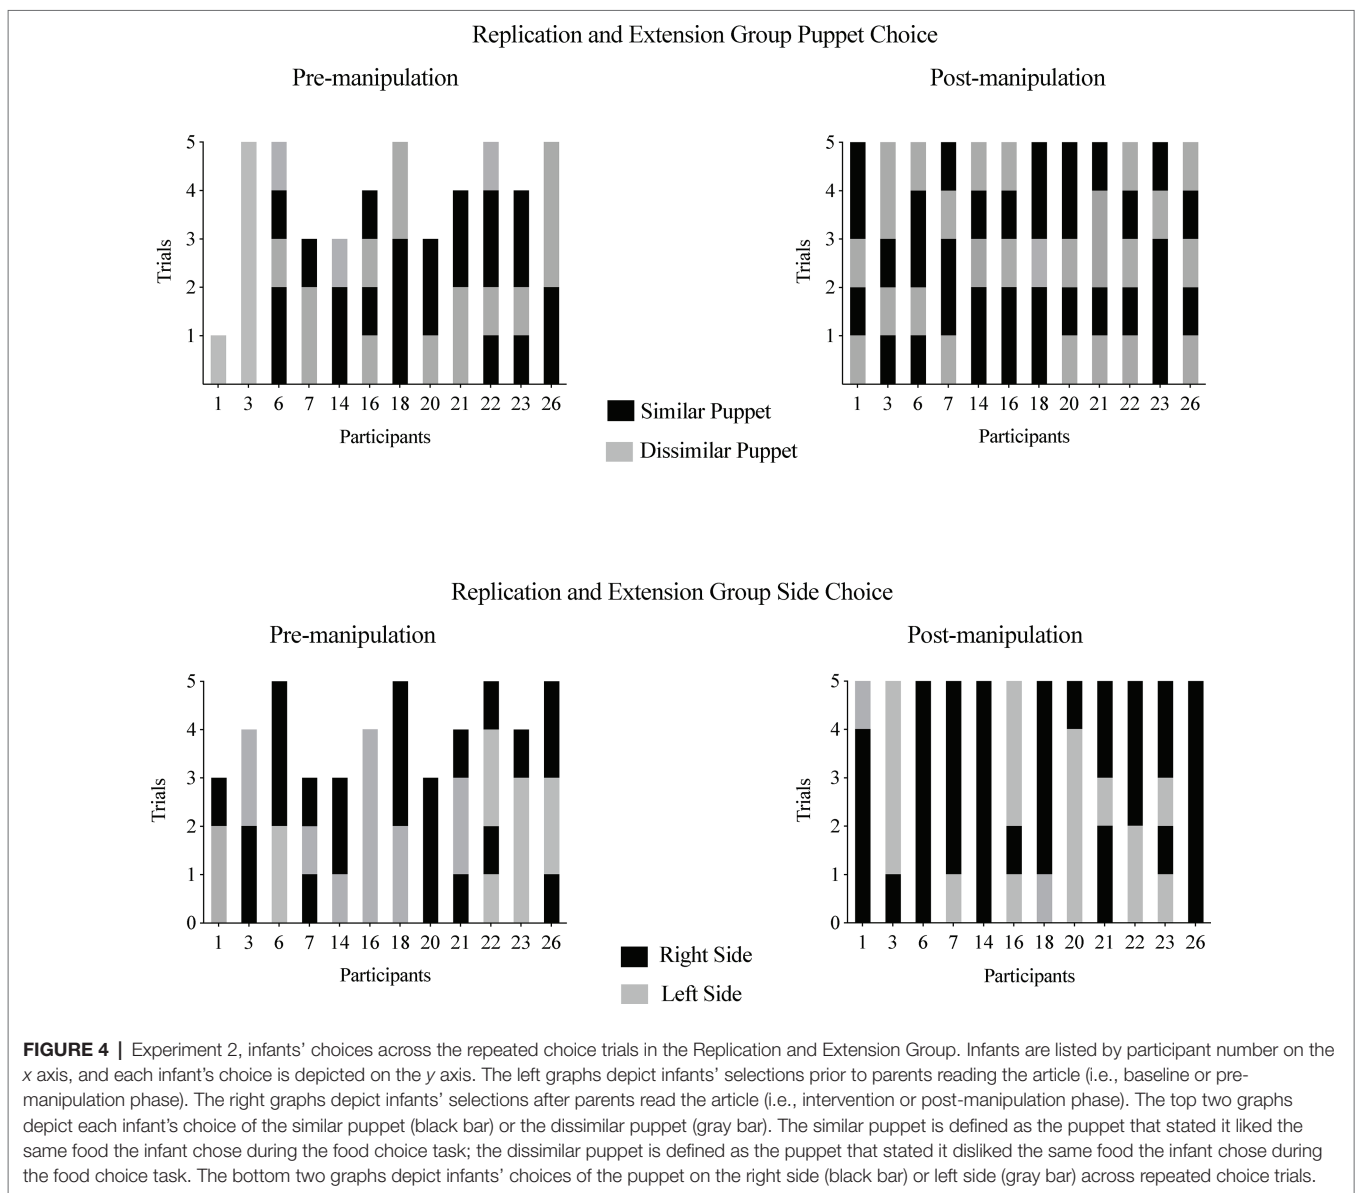 Replication and Extension Group Puppet Choice
Pre-manipulation
Post-manipulation
5
4
3
2
1
Trials
1 3 6 7 14 16 18 20 21 22 23 26
Participants
5
4
3
2
1
Trials
1 3 6 7 14 16 18 20 21 22 23 26
Participants
Similar Puppet
Dissimilar Puppet
Replication and Extension Group Side Choice
Pre-manipulation
Post-manipulation
5
4
3
2
1
0
Trials
1 3 6 7 14 16 18 20 21 22 23 26
Participants
5
4
3
2
1
0
Trials
1 3 6 7 14 16 18 20 21 22 23 26
Participants
Right Side
Left Side
FIGURE 4 | Experiment 2, infants’ choices across the repeated choice trials in the Replication and Extension Group. Infants are listed by participant number on the
x axis, and each infant’s choice is depicted on the y axis. The left graphs depict infants’ selections prior to parents reading the article (i.e., baseline or pre-
manipulation phase). The right graphs depict infants’ selections after parents read the article (i.e., intervention or post-manipulation phase). The top two graphs
depict each infant’s choice of the similar puppet (black bar) or the dissimilar puppet (gray bar). The similar puppet is defined as the puppet that stated it liked the
same food the infant chose during the food choice task; the dissimilar puppet is defined as the puppet that stated it disliked the same food the infant chose during
the food choice task. The bottom two graphs depict infants’ choices of the puppet on the right side (black bar) or left side (gray bar) across repeated choice trials.